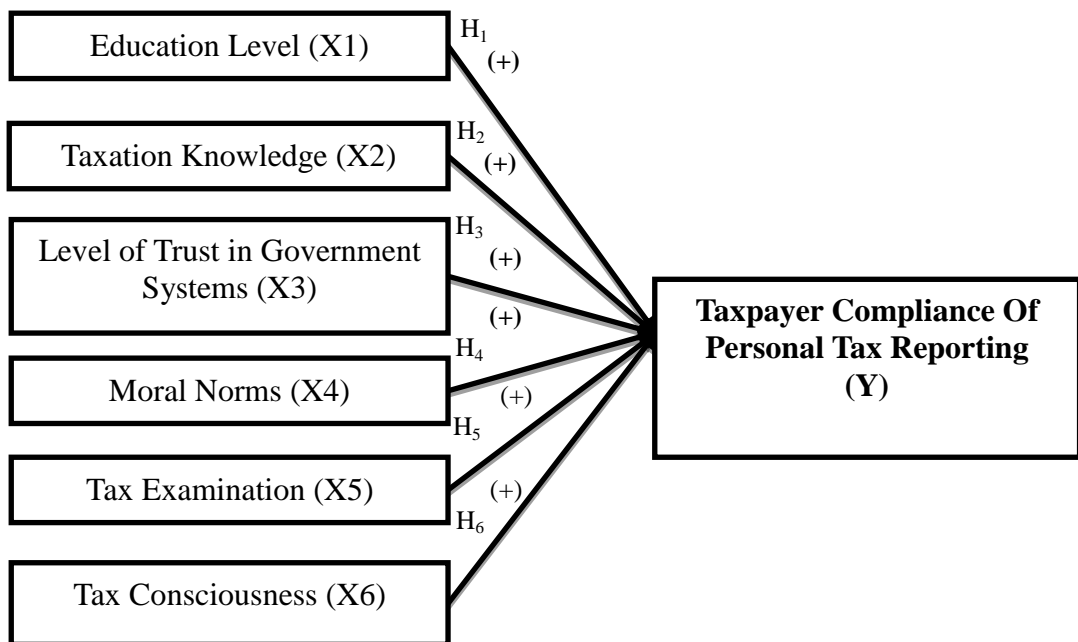 Education Level (X1)
H1
(+)
Taxation Knowledge (X2)
H2
(+)
Level of Trust in Government
Systems (X3)
H3
(+)
(+)
H4
Moral Norms (X4)
(+)
H5
Tax Examination (X5)
(+)
H6
Tax Consciousness (X6)
Taxpayer Compliance Of
Personal Tax Reporting
(Y)